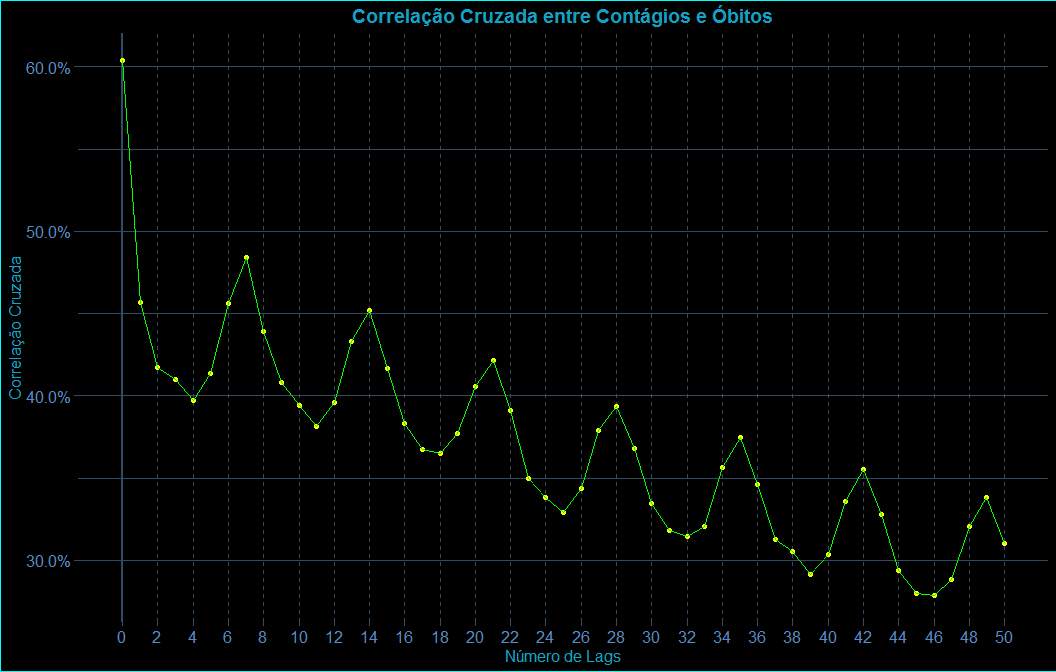 Correlação Cruzada entre Contágios e Óbitos
60.0%
50.0%
40.0%
30.0%
Correlação Cruzada
0 2 4 6 8 10 12 14 16 18 20 22 24 26 28 30 32 34 36 38 40 42 44 46 48 50
Número de Lags